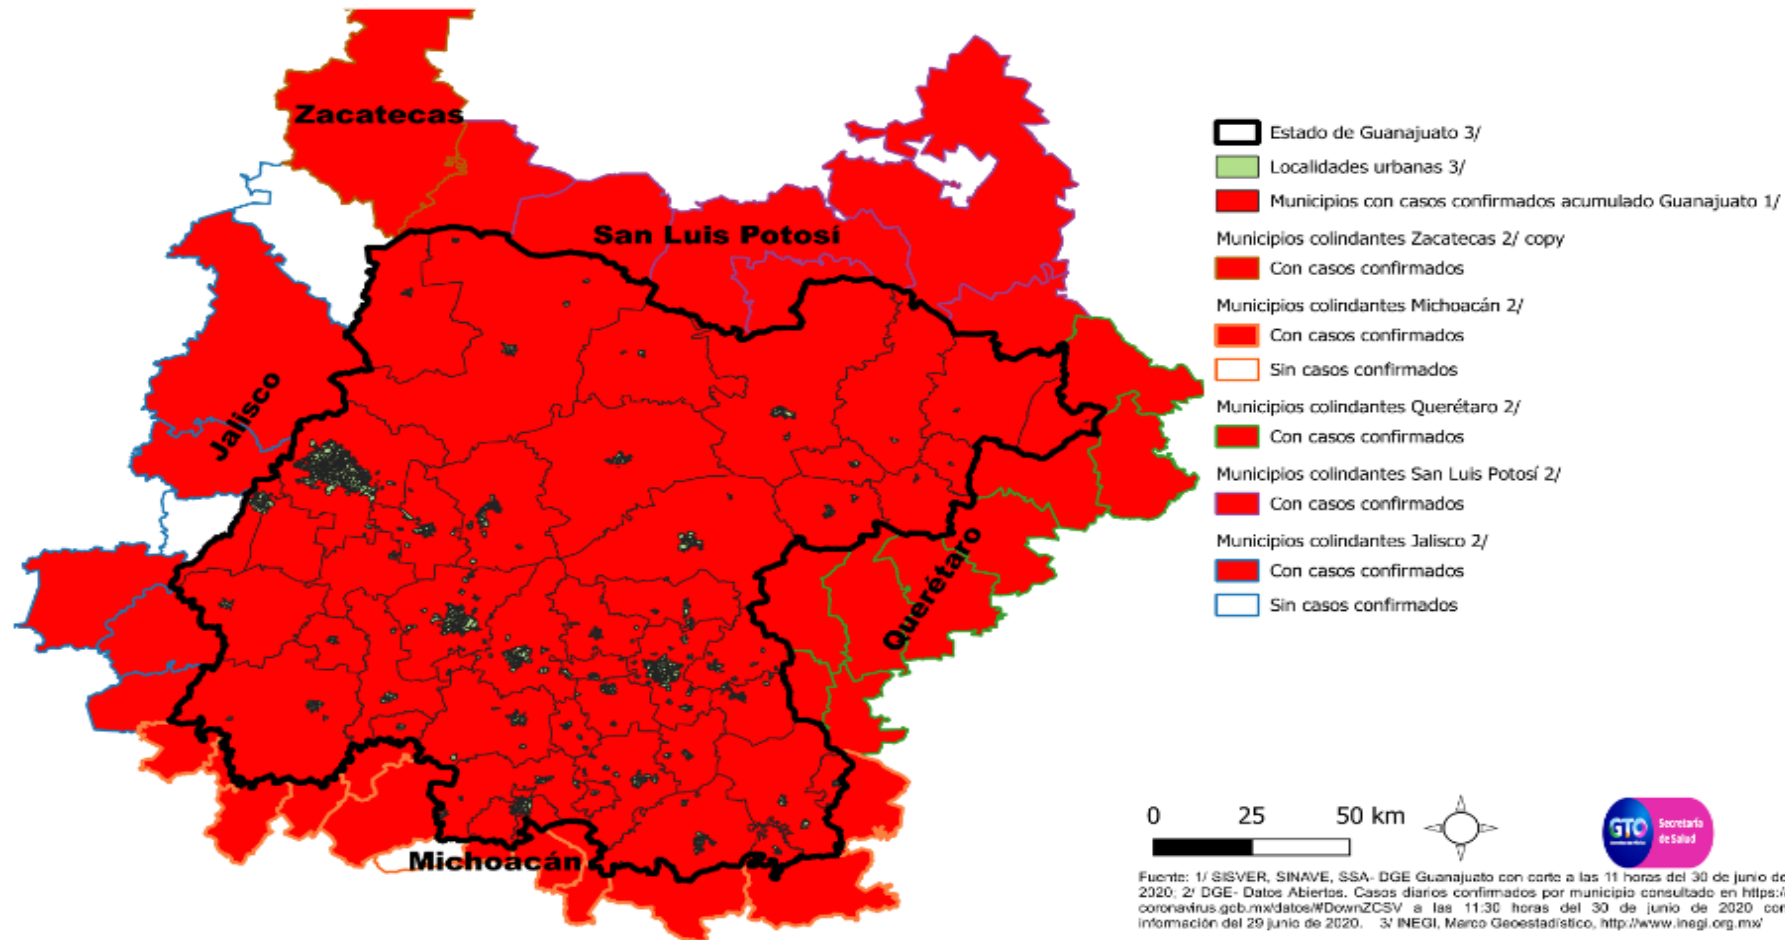 Zacatecas
San Luis Potosí
Jalisco
Querétaro
Michoacán
Estado de Guanajuato 3/
Localidades urbanas 3/
Municipios con casos confirmados acumulado Guanajuato 1/
Municipios colindantes Zacatecas 2/ copy
Con casos confirmados
Municipios colindantes Michoacán 2/
Con casos confirmados
Sin casos confirmados
Municipios colindantes Querétaro 2/
Con casos confirmados
Municipios colindantes San Luis Potosí 2/
Con casos confirmados
Municipios colindantes Jalisco 2/
Con casos confirmados
Sin casos confirmados
0 25 50 km
GTO
Secretaría
de Salud
Fuente: 1/ SISVER, SINAVE, SSA- DGE Guanajuato con corte a las 11 horas del 30 de junio de
2020; 2/ DGE- Datos Abiertos. Casos diarios confirmados por municipio consultado en https://
coronavirus.gob.mx/datos/#DownZCSV a las 11:30 horas del 30 de junio de 2020 con
información del 29 junio de 2020. 3/ INEGI, Marco Geoestadístico, http://www.inegi.org.mx/